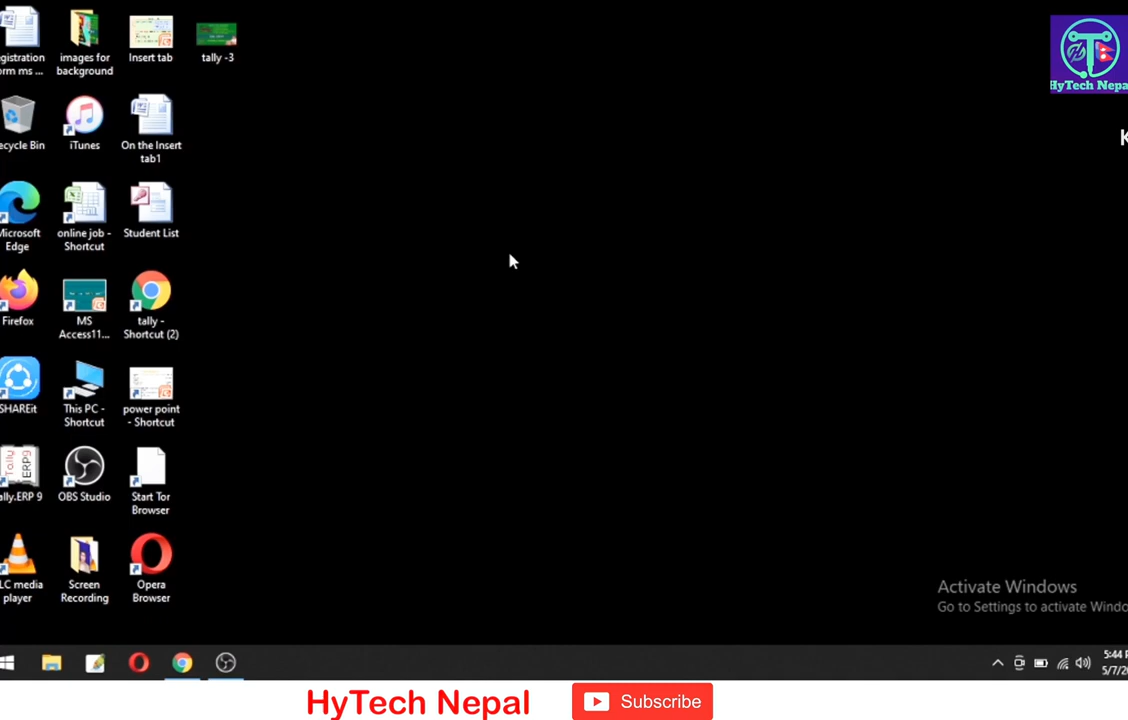 egistration
orm ms ...
images for
background
Insert tab
tally -3
ecycle Bin
iTunes
On the Insert
tab1
Microsoft
Edge
online job -
Shortcut
Student List
Firefox
MS
Access11...
tally -
Shortcut (2)
SHAREit
This PC -
Shortcut
power point
- Shortcut
ally.ERP 9
OBS Studio
Start Tor
Browser
LC media
player
Screen
Recording
Opera
Browser
HyTech Nepa
K
Activate Windows
Go to Settings to activate Windo
5:44 P
5/7/20
HyTech Nepal
Subscribe